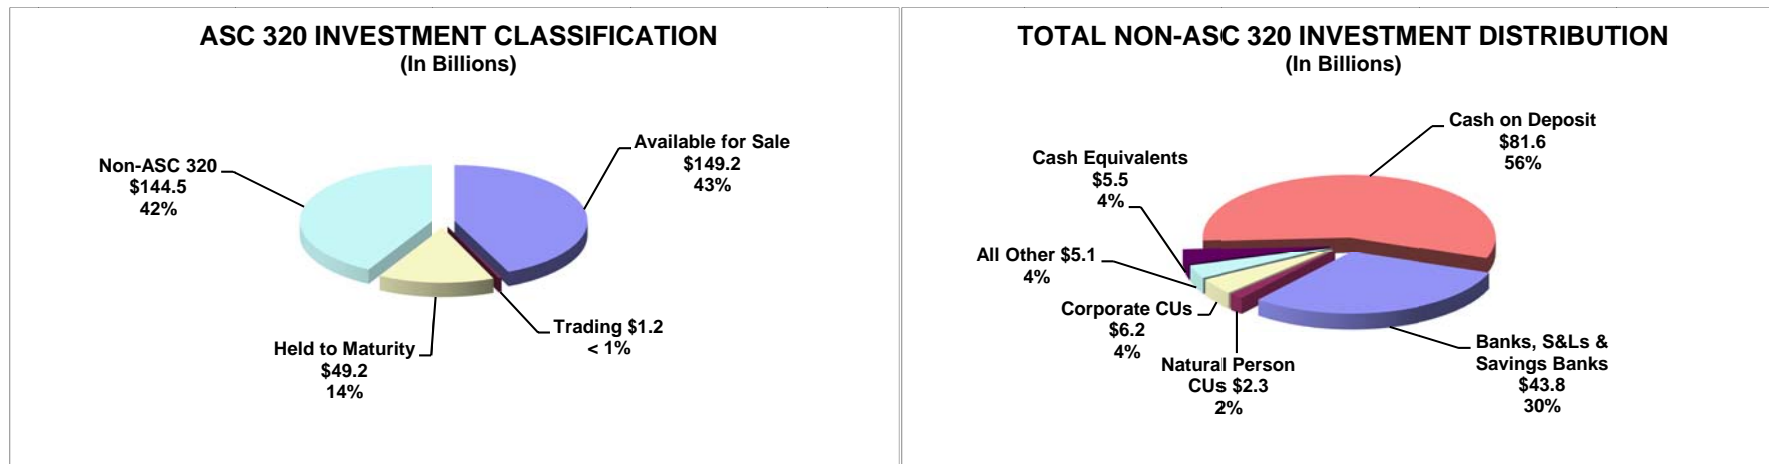 ASC 320 INVESTMENT CLASSIFICATION
(In Billions)
Available for Sale
$149.2
43%
Non-ASC 320
$144.5
42%
Trading $1.2
< 1%
Held to Maturity
$49.2
14%
TOTAL NON-ASC 320 INVESTMENT DISTRIBUTION
(In Billions)
Cash on Deposit
$81.6
56%
Cash Equivalents
$5.5
4%
All Other $5.1
4%
Corporate CUs
$6.2
4%
Natural Person
CUs $2.3
2%
Banks, S&Ls &
Savings Banks
$43.8
30%